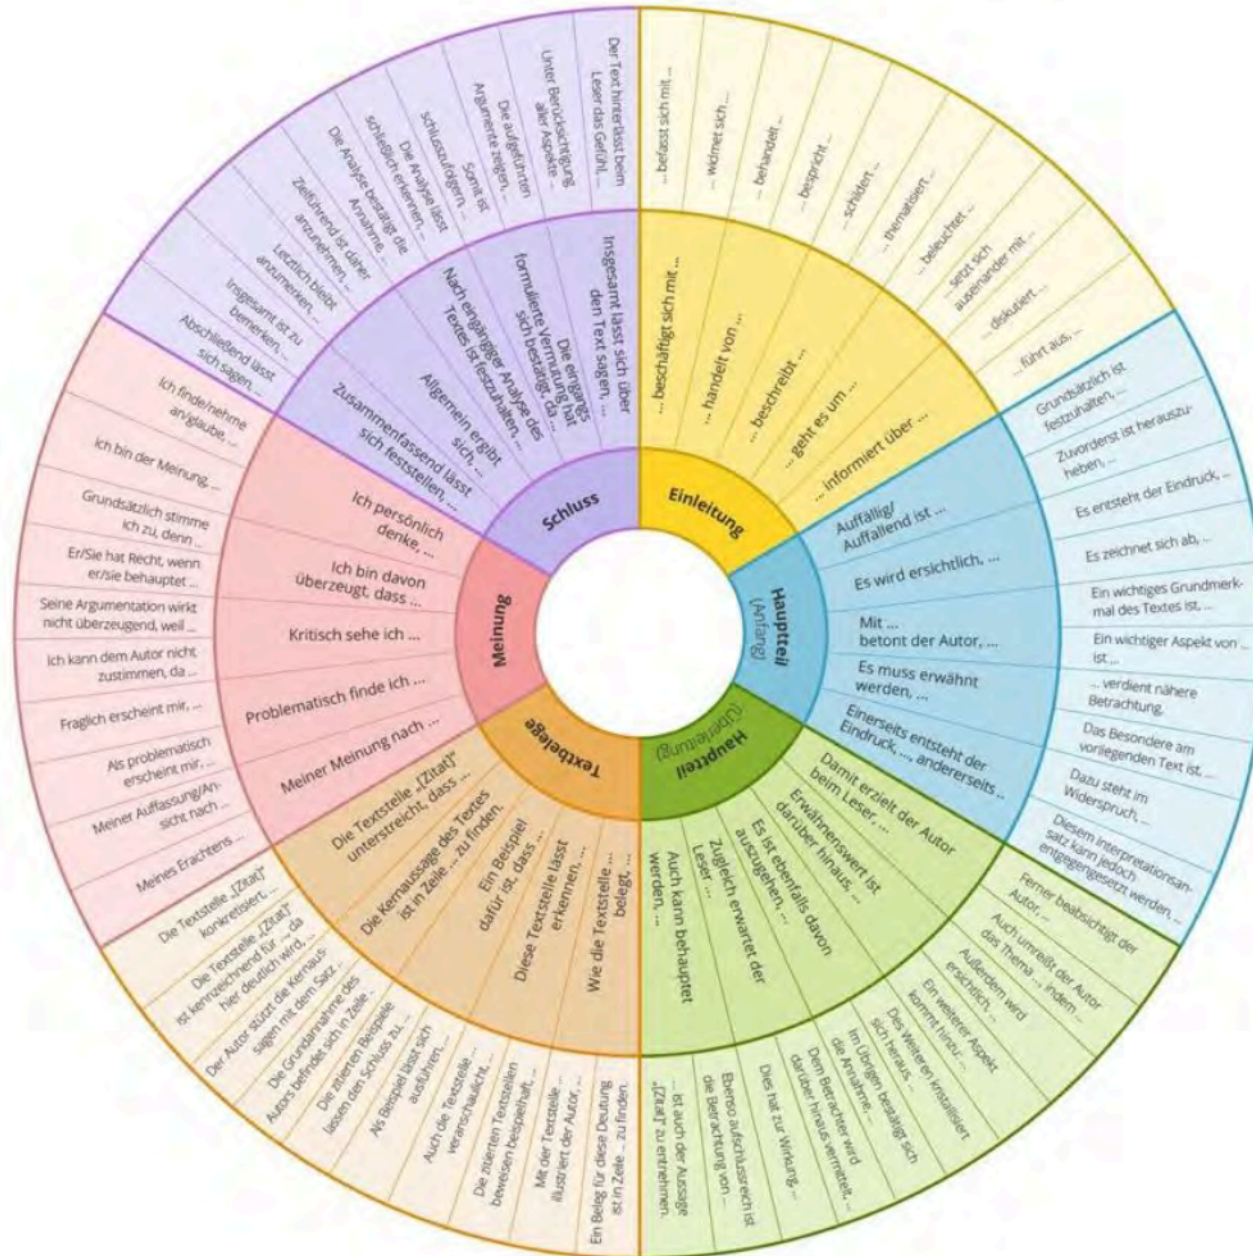 Einleitung
... beschäftigt sich mit ...
... handelt von ...
... beschreibt ...
... geht es um ...
... informiert über ...
... befasst sich mit ...
... widmet sich ...
... behandelt ...
... bespricht ...
... schildert ...
... thematisiert ...
... beleuchtet ...
... setzt sich
auseinander mit ...
... diskutiert ...
... führt aus, ...
Hauptteil
(Anfang)
Auffällig/
Auffallend ist ...
Es wird ersichtlich, ...
Mit ...
betont der Autor, ...
Es muss erwähnt
werden, ...
Einerseits entsteht der
Eindruck, ..., andererseits ..
Grundsätzlich ist
festzuhalten, ...
Zuvorderst ist herauszu-
heben, ...
Es entsteht der Eindruck, ...
Es zeichnet sich ab, ...
Ein wichtiges Grundmerk-
mal des Textes ist, ...
Ein wichtiger Aspekt von ...
ist ...
... verdient nähere
Betrachtung,
Das Besondere am
vorliegenden Text ist, ...
Dazu steht im
Widerspruch, ...
Diesem Interpretationsan-
satz kann jedoch
entgegengesetzt werden, ...
Hauptteil
(Überleitung)
Damit erzielt der Autor
beim Leser, ...
Erwähnenswert ist
darüber hinaus, ...
Es ist ebenfalls davon
auszugehen, ...
Zugleich erwartet der
Leser ...
Auch kann behauptet
werden, ...
Ferner beabsichtigt der
Autor, ...
Auch umreißt der Autor
das Thema ..., indem ...
Außerdem wird
ersichtlich, ...
Ein weiterer Aspekt
kommt hinzu: ...
Des Weiteren kristallisiert
sich heraus, ...
Im Übrigen bestätigt sich
die Annahme, ...
Dem Betrachter wird
darüber hinaus vermittelt, ...
Dies hat zur Wirkung, ...
Ebenso aufschlussreich ist
die Betrachtung von ...
... ist auch der Aussage
„[Zitat]" zu entnehmen.
Textbelege
Wie die Textstelle ...
belegt, ...
Diese Textstelle lässt
erkennen: ...
Ein Beispiel
dafür ist, dass ...
Die Kernaussage des Textes
ist in Zeile ... zu finden.
Die Textstelle „[Zitat]"
unterstreicht, dass ...
Ein Beleg für diese Deutung
ist in Zeile ... zu finden.
Mit der Textstelle ...
illustriert der Autor, ...
Die zitierten Textstellen
beweisen beispielhaft, ...
Auch die Textstelle
veranschaulicht, ...
Als Beispiel lässt sich
ausführen, ...
Die zitierten Beispiele
lassen den Schluss zu, ...
Die Grundannahme des
Autors befindet sich in Zeile ..
Der Autor stützt die Kernaus-
sagen mit dem Satz ..
Die Textstelle „[Zitat]"
ist kennzeichnend für ..., da
hier deutlich wird, ...
Die Textstelle „[Zitat]"
konkretisiert, ...
Meinung
Meiner Meinung nach ...
Problematisch finde ich ...
Kritisch sehe ich ...
Ich bin davon
überzeugt, dass ...
Ich persönlich
denke, ...
Meines Erachtens ...
Meiner Auffassung/An-
sicht nach ...
Als problematisch
erscheint mir, ...
Fraglich erscheint mir, ...
Ich kann dem Autor nicht
zustimmen, da ...
Seine Argumentation wirkt
nicht überzeugend, weil ...
Er/Sie hat Recht, wenn
er/sie behauptet ...
Grundsätzlich stimme
ich zu, denn ...
Ich bin der Meinung, ...
Ich finde/nehme
an/glaube, ...
Schluss
Zusammenfassend lässt
sich feststellen, ...
Allgemein ergibt
sich, ...
Nach eingängiger Analyse des
Textes ist festzuhalten, ...
Die eingangs
formulierte Vermutung hat
sich bestätigt, da ...
Insgesamt lässt sich über
den Text sagen, ...
Abschließend lässt
sich sagen, ...
Insgesamt ist zu
bemerken, ...
Letztlich bleibt
anzumerken, ...
Zielführend ist daher
anzunehmen, ...
Die Analyse bestätigt die
Annahme, ...
Die Analyse lässt
schließlich erkennen, ...
Somit ist
schlusszufolgern, ...
Die aufgeführten
Argumente zeigen, ...
Unter Berücksichtigung
aller Aspekte ...
Der Text hinterlässt beim
Leser das Gefühl, ...